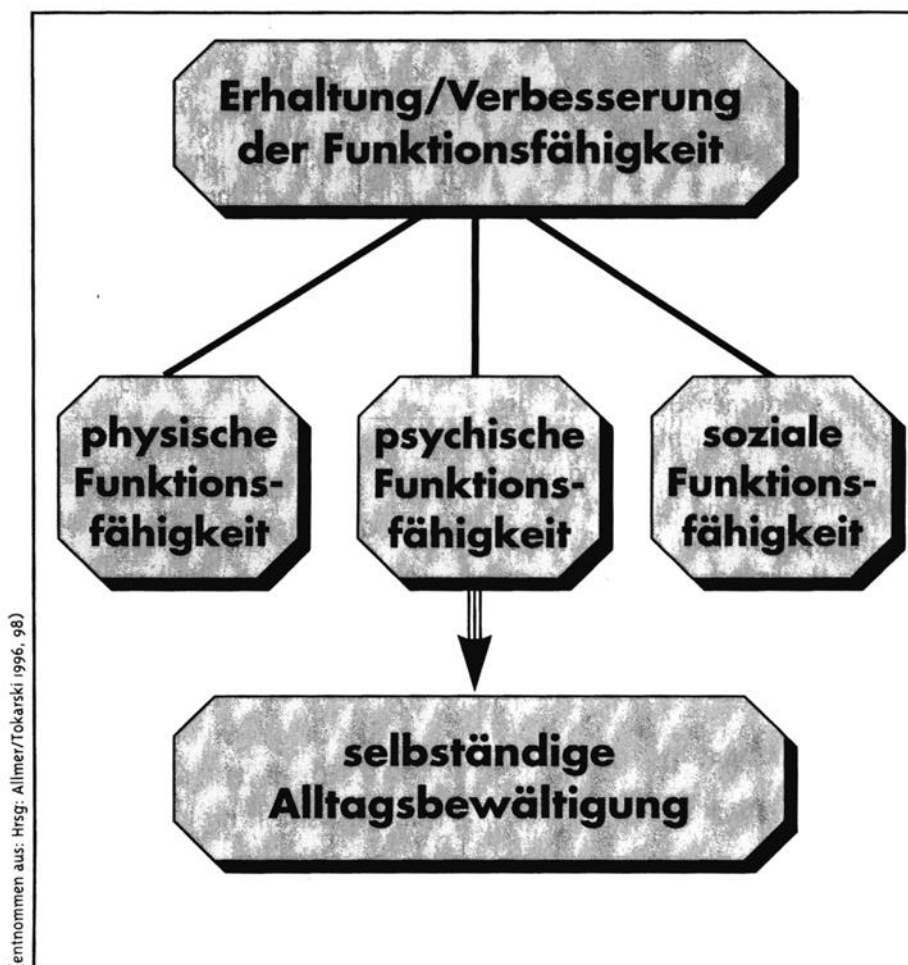 Erhaltung/Verbesserung
der Funktionsfähigkeit
physische
Funktions-
fähigkeit
psychische
Funktions-
fähigkeit
soziale
Funktions-
fähigkeit
selbständige
Alltagsbewältigung
entnommen aus: Hrsg: Allmer/Tokarski 1996, 98)